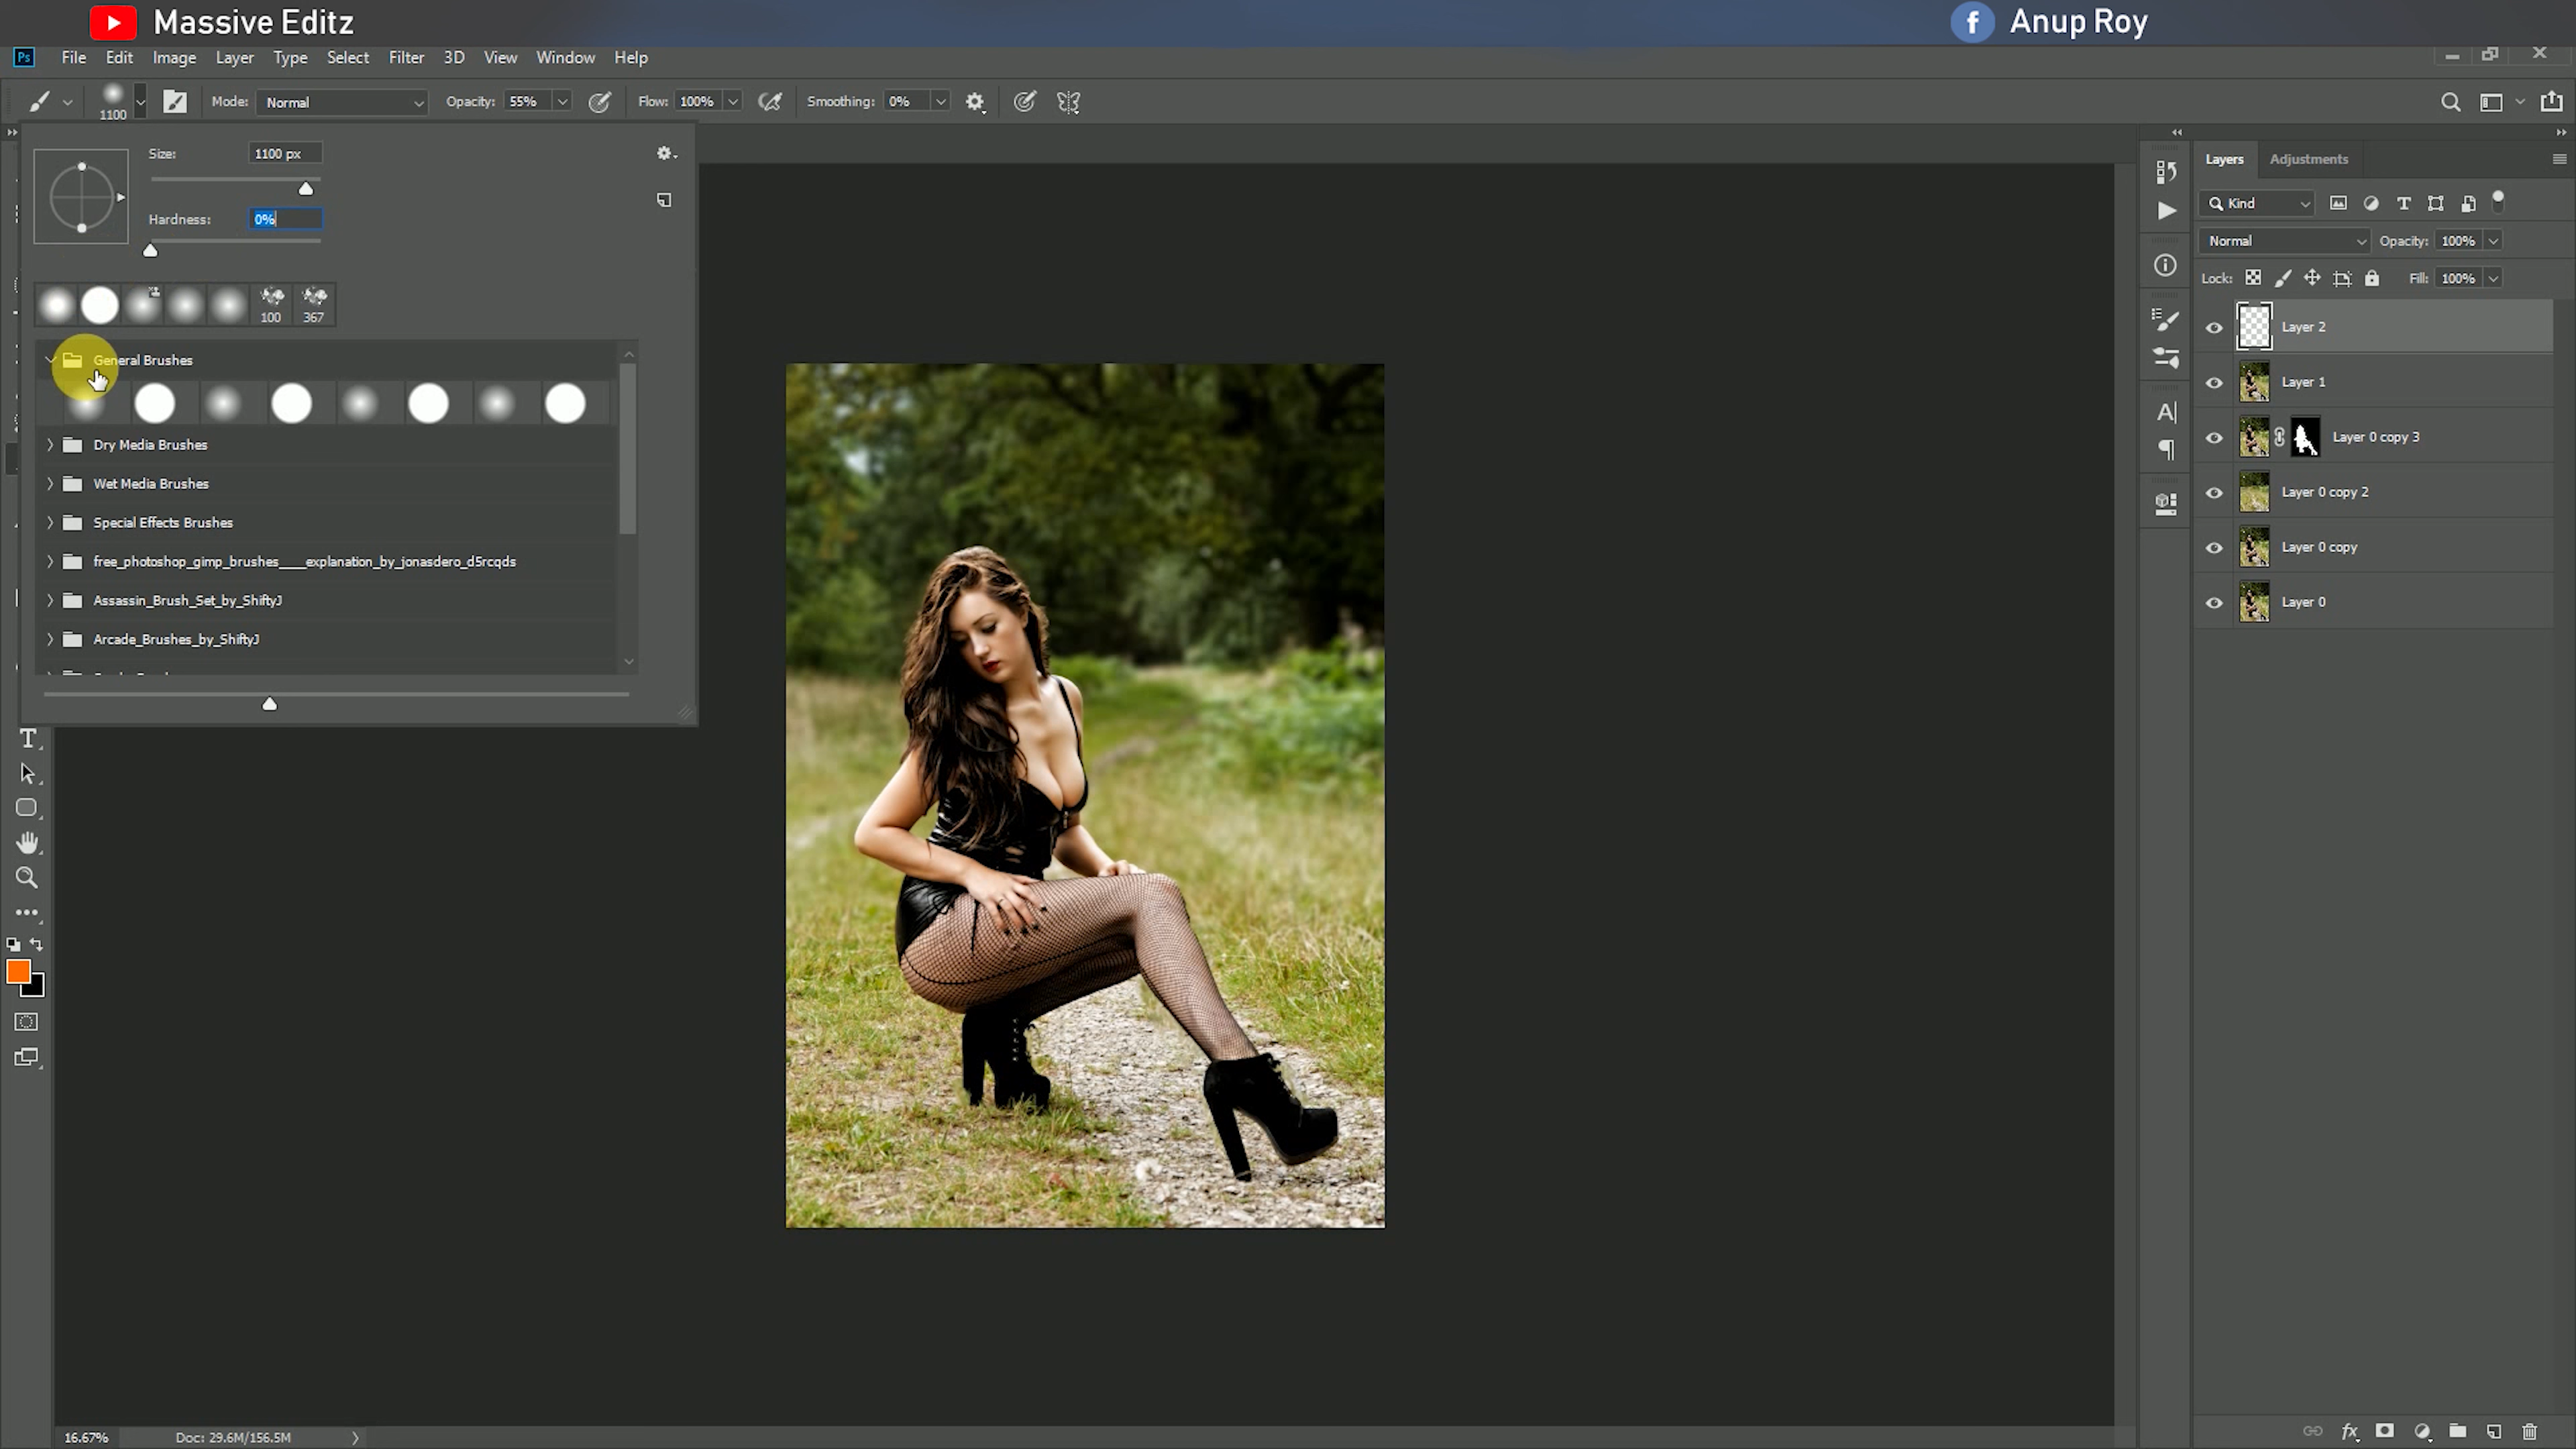 Massive Editz
f Anup Roy
Ps File Edit Image Layer Type Select Filter 3D View Window Help
1100 Mode: Normal Opacity: 55% Flow: 100% Smoothing: 0%
Size: 1100 px
Hardness: 0%
100 367
General Brushes
Dry Media Brushes
Wet Media Brushes
Special Effects Brushes
free_photoshop_gimp_brushes____explanation_by_jonasdero_d5rcqds
Assassin_Brush_Set_by_ShiftyJ
Arcade_Brushes_by_ShiftyJ
Layers Adjustments
Kind
Normal Opacity: 100%
Lock: Fill: 100%
Layer 2
Layer 1
Layer 0 copy 3
Layer 0 copy 2
Layer 0 copy
Layer 0
fx
16.67% Doc: 29.6M/156.5M